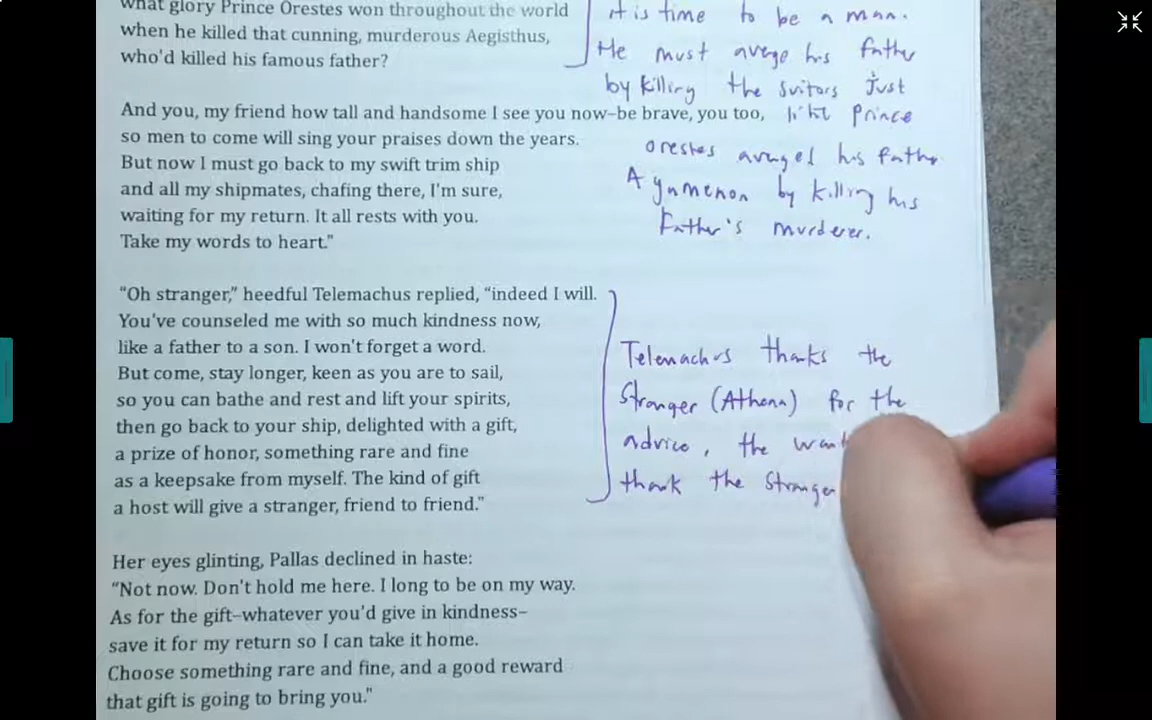 what glory Prince Orestes won throughout the world
when he killed that cunning, murderous Aegisthus,
who'd killed his famous father?
it is time to be a man.
He must avege his father
by killing the suitors just
like Prince
orestes avenged his father
Agnmenon by killing his
Father's murderer.
And you, my friend how tall and handsome I see you now–be brave, you too,
so men to come will sing your praises down the years.
But now I must go back to my swift trim ship
and all my shipmates, chafing there, I'm sure,
waiting for my return. It all rests with you.
Take my words to heart."
"Oh stranger," heedful Telemachus replied, "indeed I will.
You've counseled me with so much kindness now,
like a father to a son. I won't forget a word.
But come, stay longer, keen as you are to sail,
so you can bathe and rest and lift your spirits,
then go back to your ship, delighted with a gift,
a prize of honor, something rare and fine
as a keepsake from myself. The kind of gift
a host will give a stranger, friend to friend."
Telemachus thanks the
Stranger (Athena) for the
advice, the want
thank the Stranger
Her eyes glinting, Pallas declined in haste:
"Not now. Don't hold me here. I long to be on my way.
As for the gift–whatever you'd give in kindness–
save it for my return so I can take it home.
Choose something rare and fine, and a good reward
that gift is going to bring you."